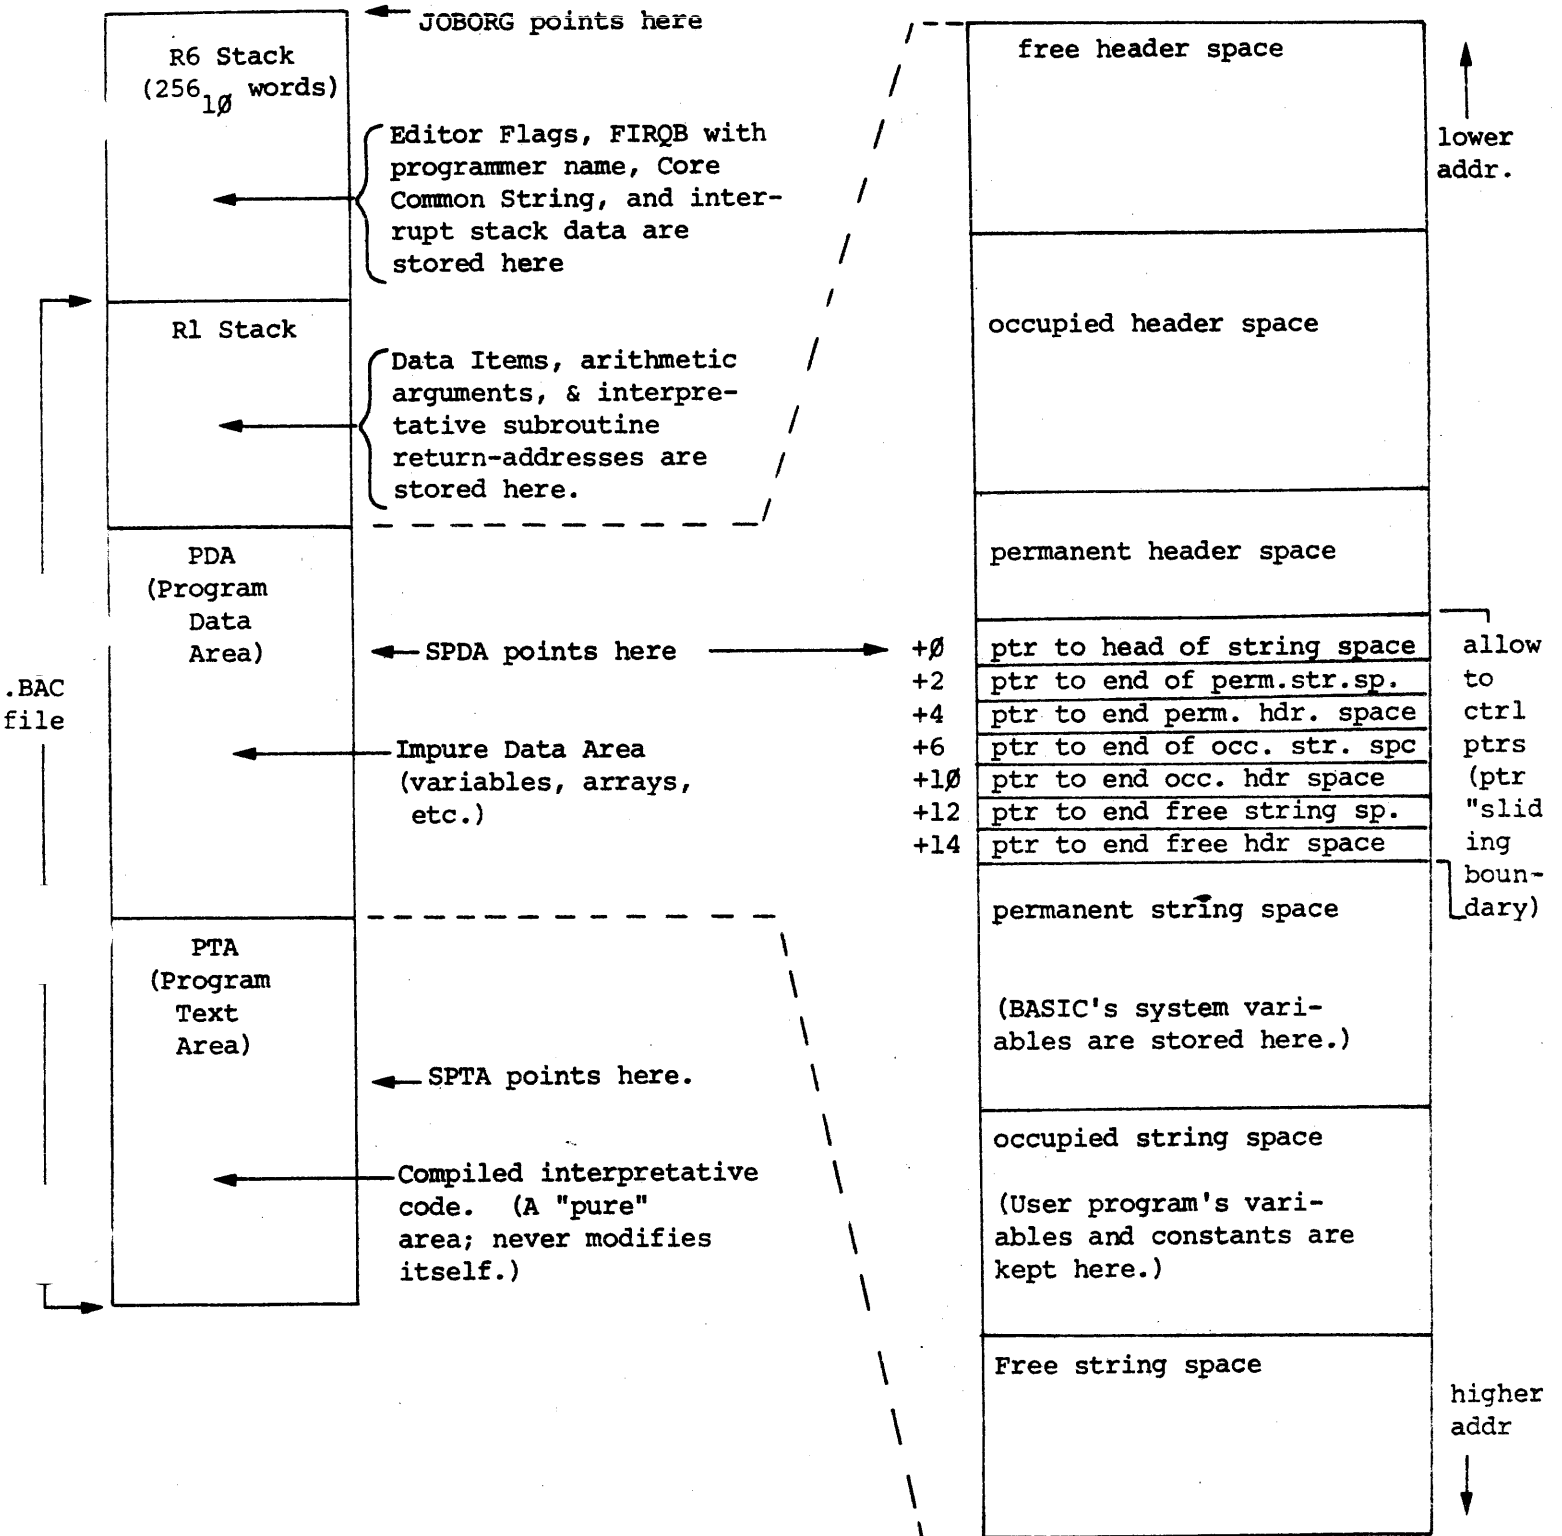 JOBORG points here
R6 Stack
(256₁Ø words)
Editor Flags, FIRQB with
programmer name, Core
Common String, and inter-
rupt stack data are
stored here
R1 Stack
Data Items, arithmetic
arguments, & interpre-
tative subroutine
return-addresses are
stored here.
PDA
(Program
Data
Area)
SPDA points here
.BAC
file
Impure Data Area
(variables, arrays,
etc.)
PTA
(Program
Text
Area)
SPTA points here.
Compiled interpretative
code. (A "pure"
area; never modifies
itself.)
free header space
lower
addr.
occupied header space
permanent header space
+Ø ptr to head of string space
+2 ptr to end of perm.str.sp.
+4 ptr to end perm. hdr. space
+6 ptr to end of occ. str. spc
+1Ø ptr to end occ. hdr space
+12 ptr to end free string sp.
+14 ptr to end free hdr space
allow
to
ctrl
ptrs
(ptr
"slid
ing
boun-
dary)
permanent string space
(BASIC's system vari-
ables are stored here.)
occupied string space
(User program's vari-
ables and constants are
kept here.)
Free string space
higher
addr